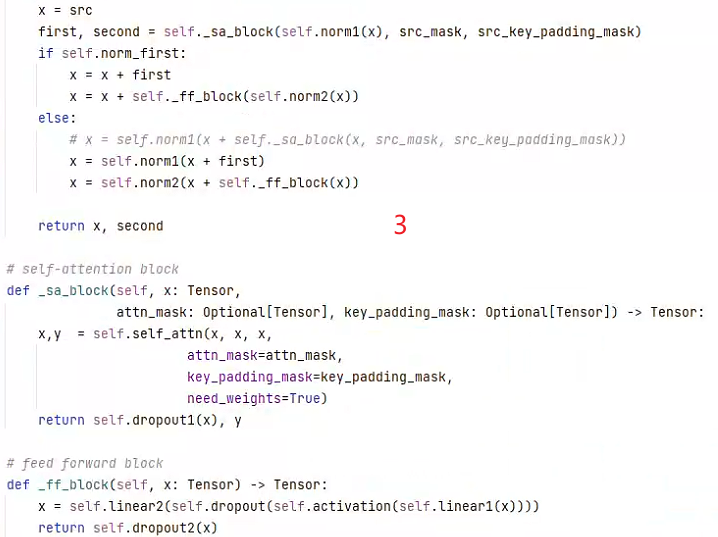 x = src
first, second = self._sa_block(self.norm1(x), src_mask, src_key_padding_mask)
if self.norm_first:
    x = x + first
    x = x + self._ff_block(self.norm2(x))
else:
    # x = self.norm1(x + self._sa_block(x, src_mask, src_key_padding_mask))
    x = self.norm1(x + first)
    x = self.norm2(x + self._ff_block(x))
return x, second
3
# self-attention block
def _sa_block(self, x: Tensor,
              attn_mask: Optional[Tensor], key_padding_mask: Optional[Tensor]) -> Tensor:
    x,y  = self.self_attn(x, x, x,
                       attn_mask=attn_mask,
                       key_padding_mask=key_padding_mask,
                       need_weights=True)
    return self.dropout1(x), y
# feed forward block
def _ff_block(self, x: Tensor) -> Tensor:
    x = self.linear2(self.dropout(self.activation(self.linear1(x))))
    return self.dropout2(x)